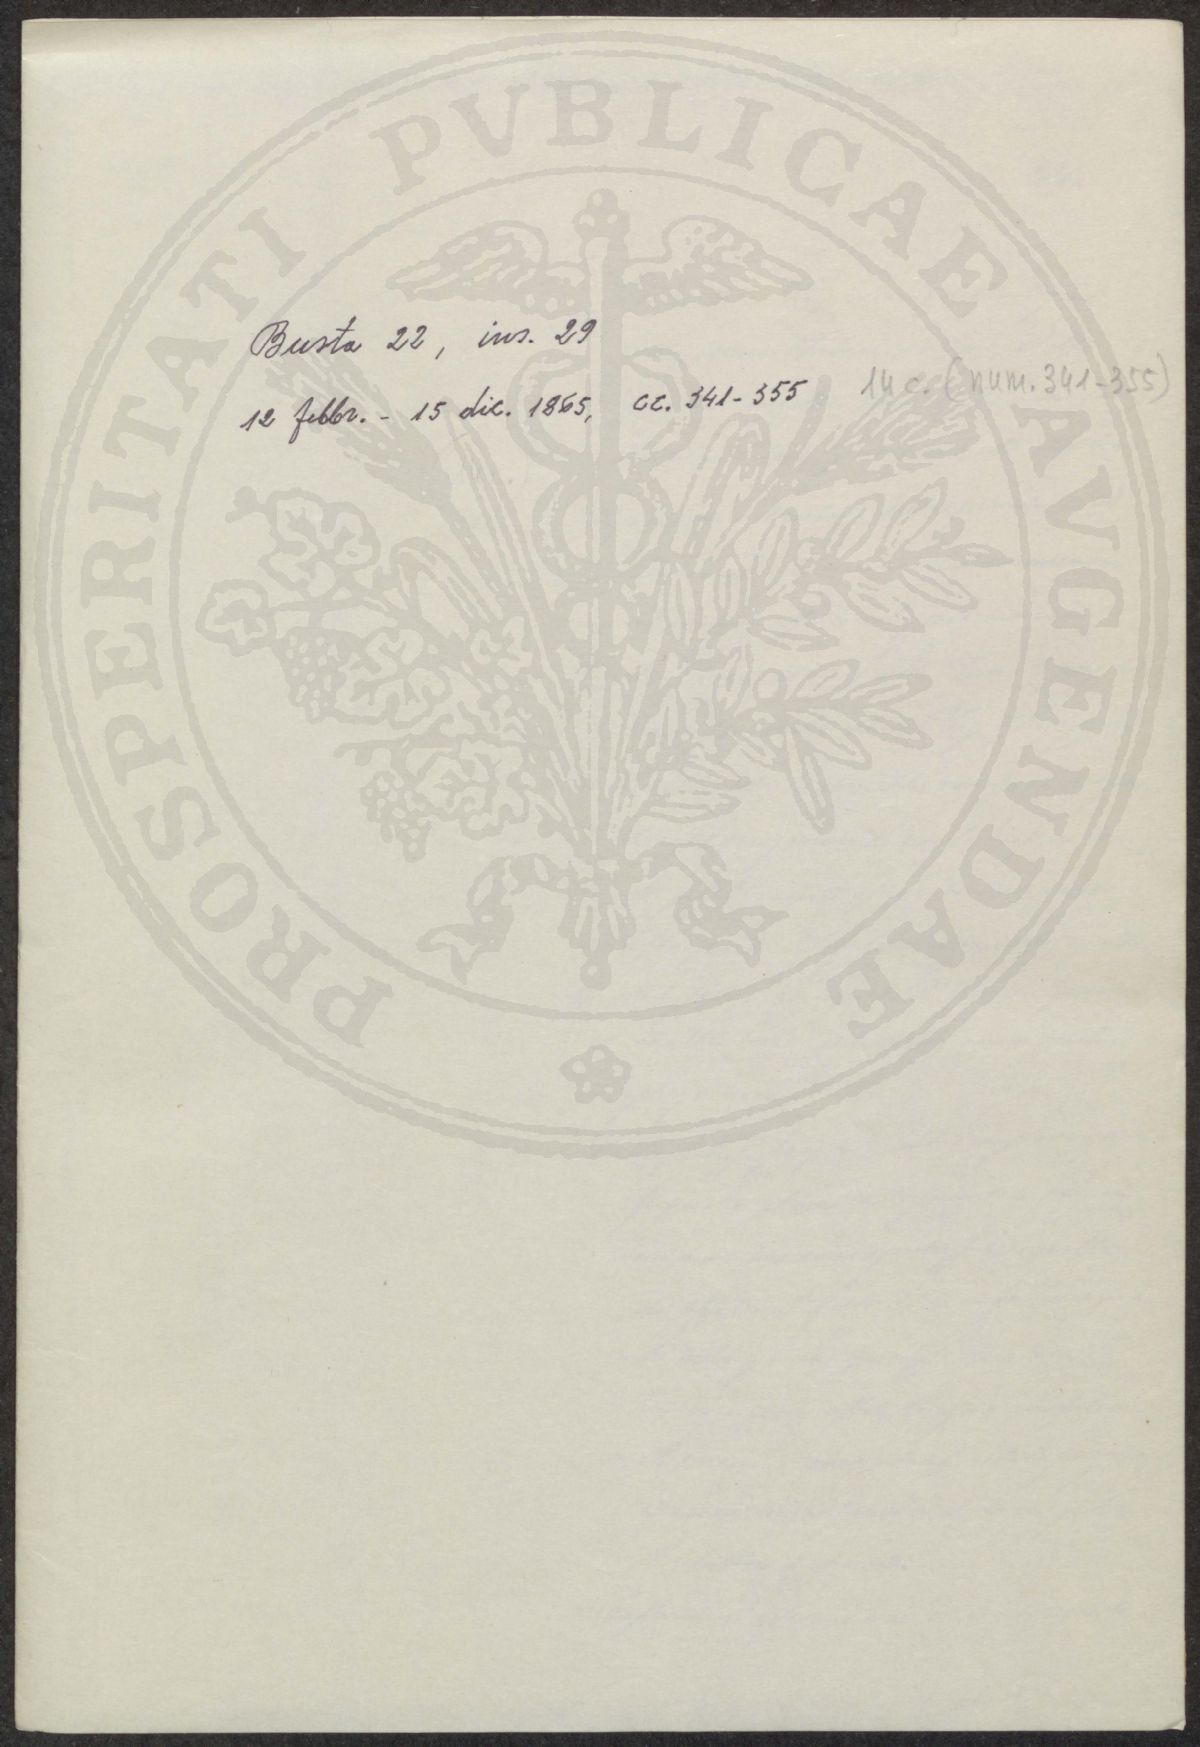 PROSPERITATI PVBLICAE AVGENDAE
Busta 22, ins. 29
12 febbr. - 15 dic. 1865, cc. 341-355
14 c. (num. 341-355)